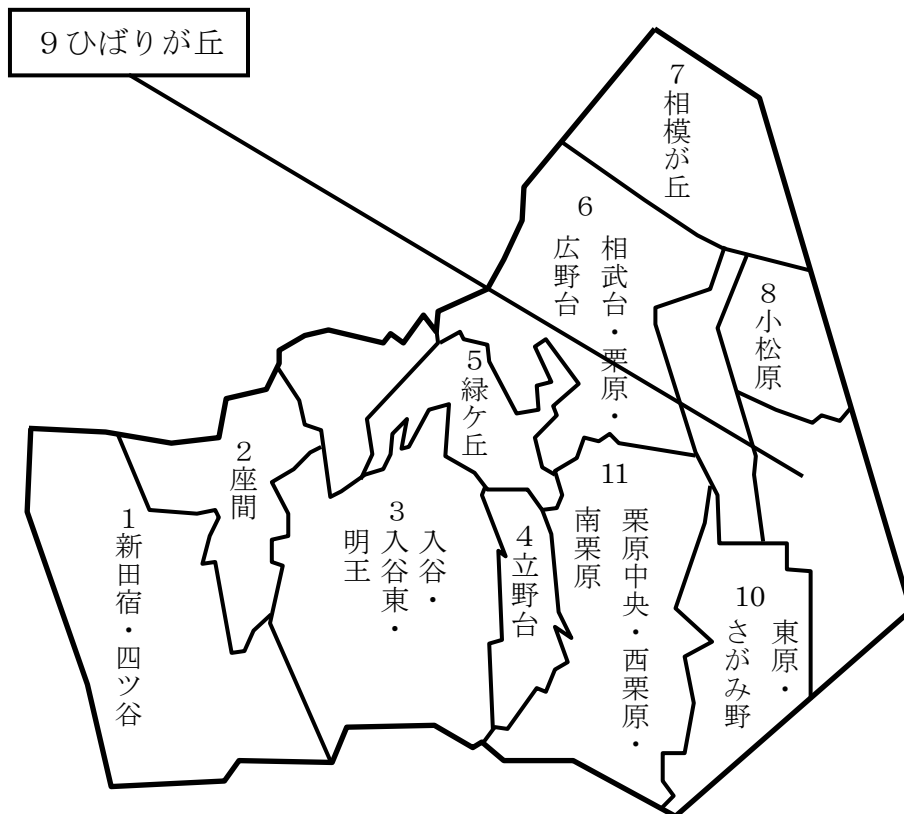 9ひばりが丘
7相模が丘
6
相武台・栗原・
広野台
8小松原
5緑ケ丘
2座間
11
栗原中央・西栗原・
南栗原
1新田宿・四ツ谷
3
入谷・
入谷東・
明王
4立野台
10
東原・
さがみ野